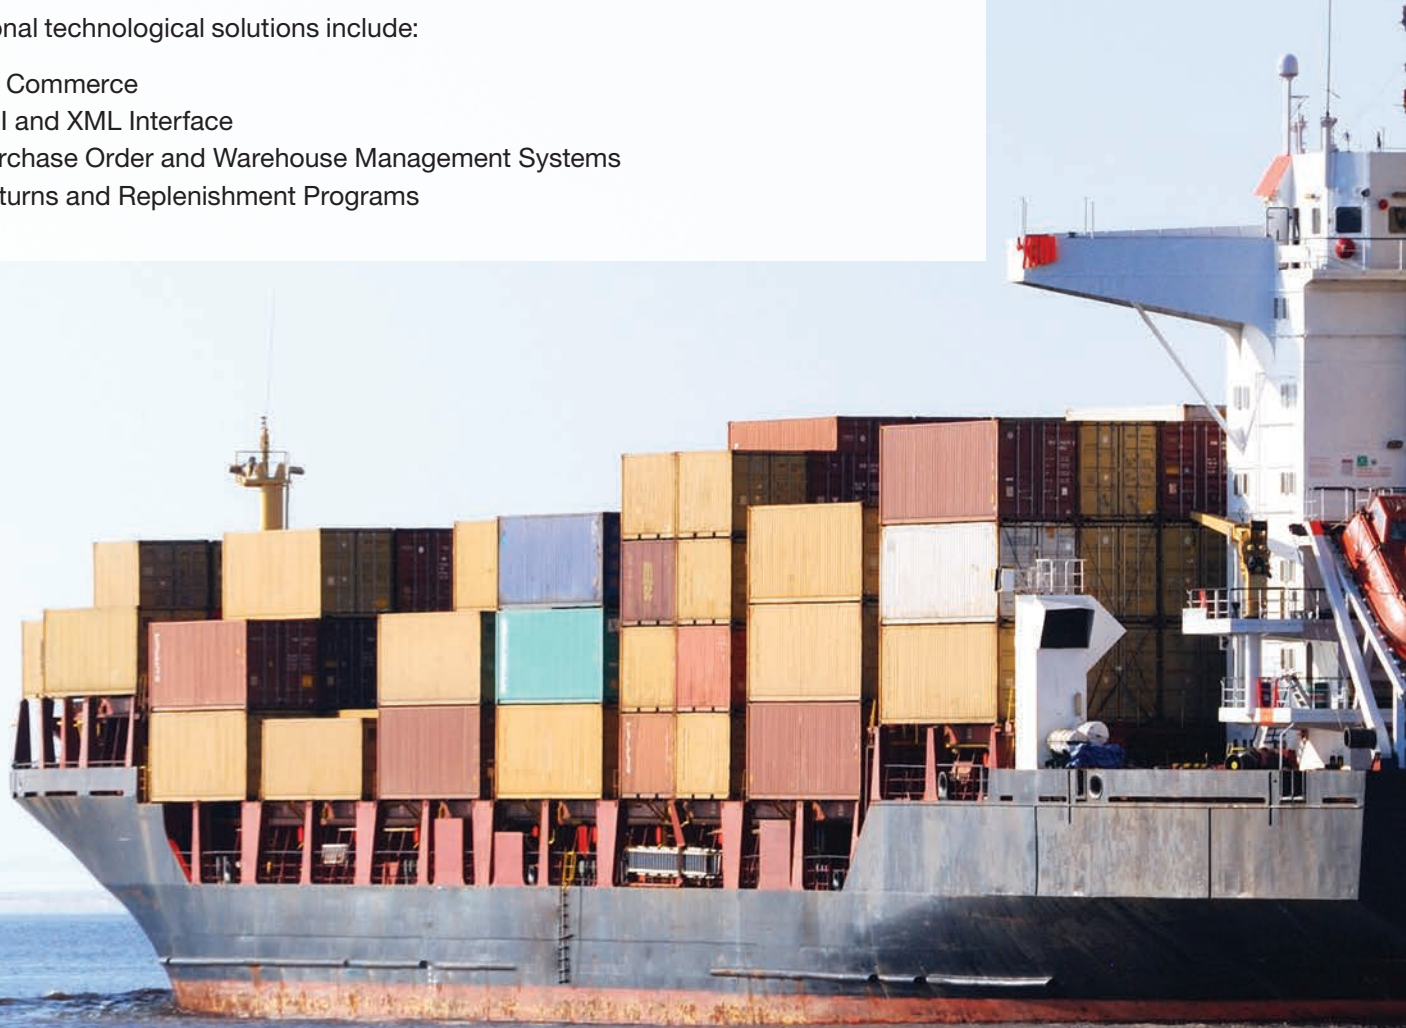 onal technological solutions include:
Commerce
I and XML Interface
rchase Order and Warehouse Management Systems
turns and Replenishment Programs